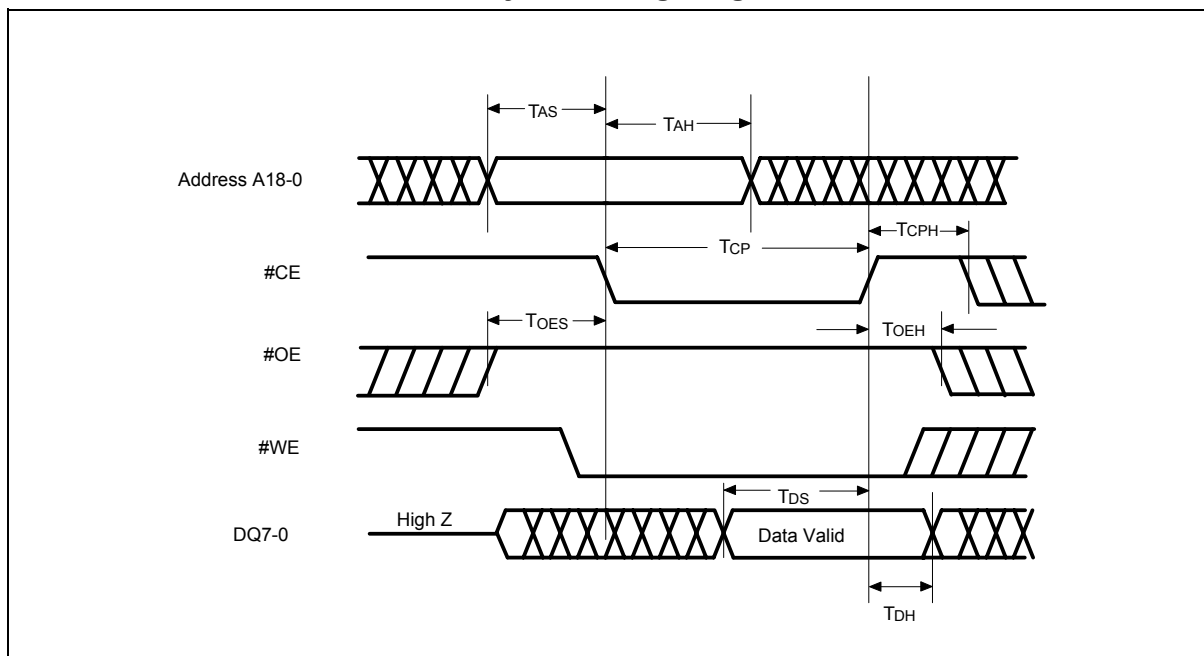 TAS
TAH
Address A18-0
TCPH
TCP
#CE
TOES
TOEH
#OE
#WE
TDS
High Z
Data Valid
DQ7-0
TDH